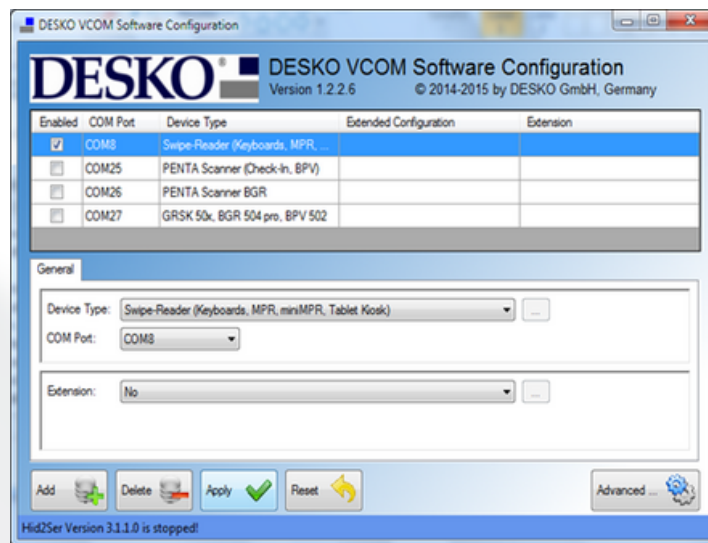 DESKO VCOM Software Configuration
DESKO
DESKO VCOM Software Configuration
Version 1.2.2.6 © 2014-2015 by DESKO GmbH, Germany
Enabled COM Port Device Type Extended Configuration Extension
COM8 Swipe-Reader (Keyboards, MPR, ...
COM25 PENTA Scanner (Check-In, BPV)
COM26 PENTA Scanner BGR
COM27 GRSK 50x, BGR 504 pro, BPV 502
General
Device Type: Swipe-Reader (Keyboards, MPR, miniMPR, Tablet Kiosk) ...
COM Port: COM8
Extension: No ...
Add Delete Apply Reset Advanced ...
Hid2Ser Version 3.1.1.0 is stopped!